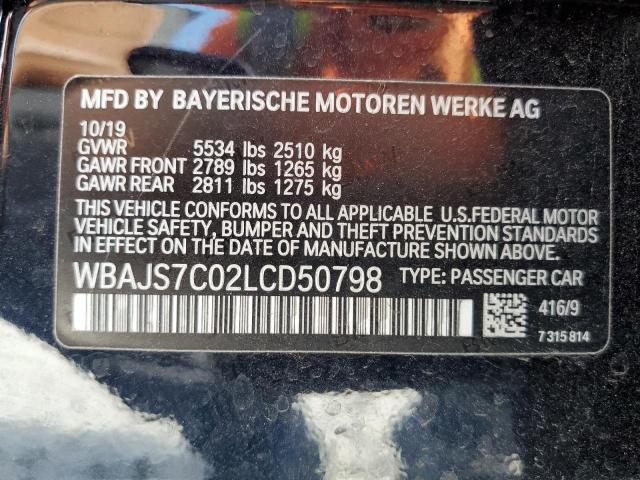 MFD BY BAYERISCHE MOTOREN WERKE AG
10/19
GVWR 5534 lbs 2510 kg
GAWR FRONT 2789 lbs 1265 kg
GAWR REAR 2811 lbs 1275 kg
THIS VEHICLE CONFORMS TO ALL APPLICABLE U.S.FEDERAL MOTOR
VEHICLE SAFETY, BUMPER AND THEFT PREVENTION STANDARDS
IN EFFECT ON THE DATE OF MANUFACTURE SHOWN ABOVE.
WBAJS7C02LCD50798 TYPE: PASSENGER CAR
416/9
7 315 814